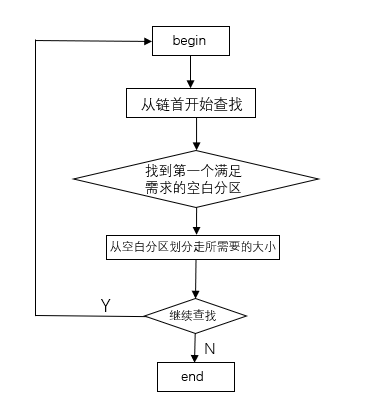 begin
从链首开始查找
找到第一个满足
需求的空白分区
从空白分区划分走所需要的大小
继续查找
Y
N
end